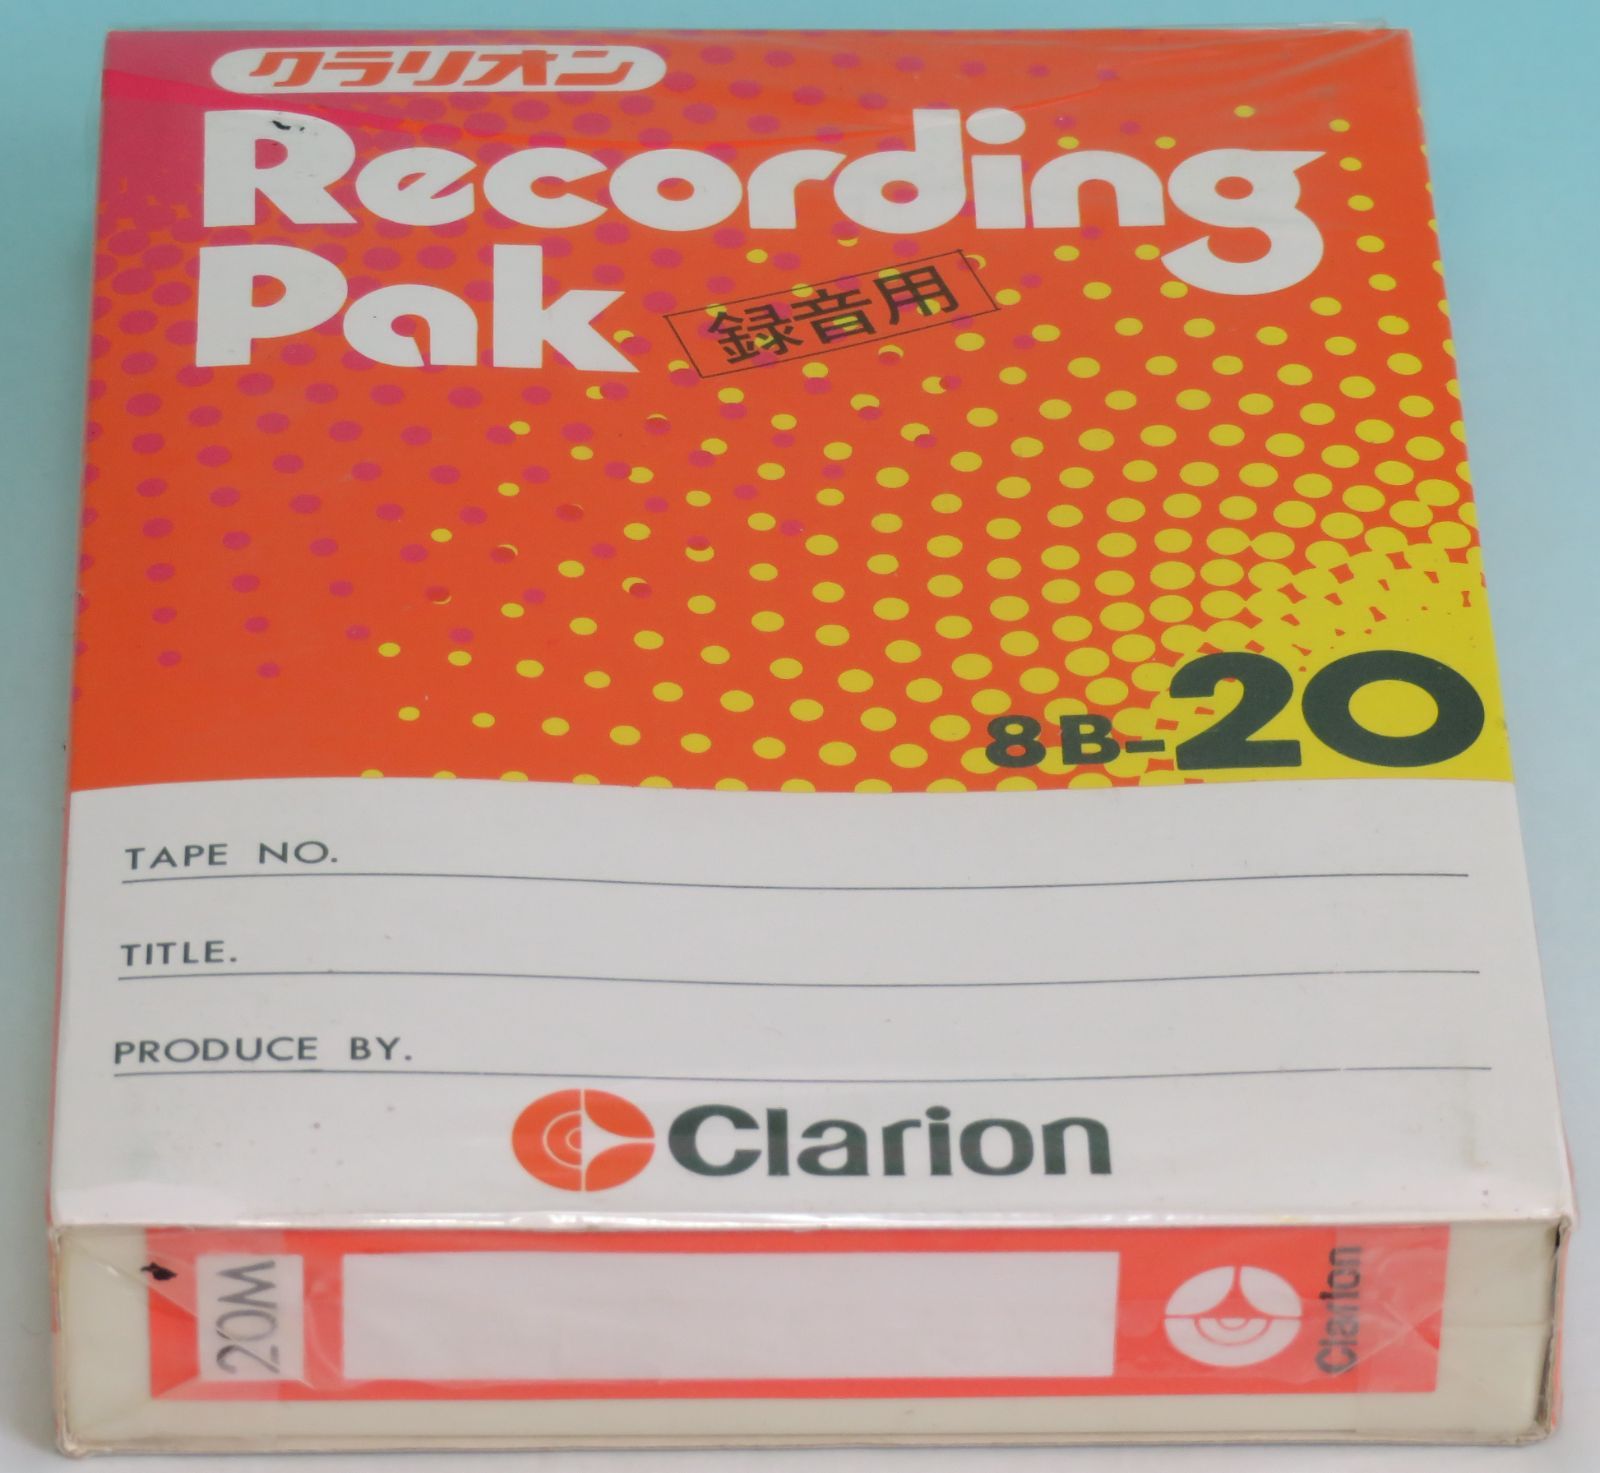 クラリオン
Recording
Pak
録音用
8B-20
TAPE NO.
TITLE.
PRODUCE BY.
Clarion
20M
Clarion